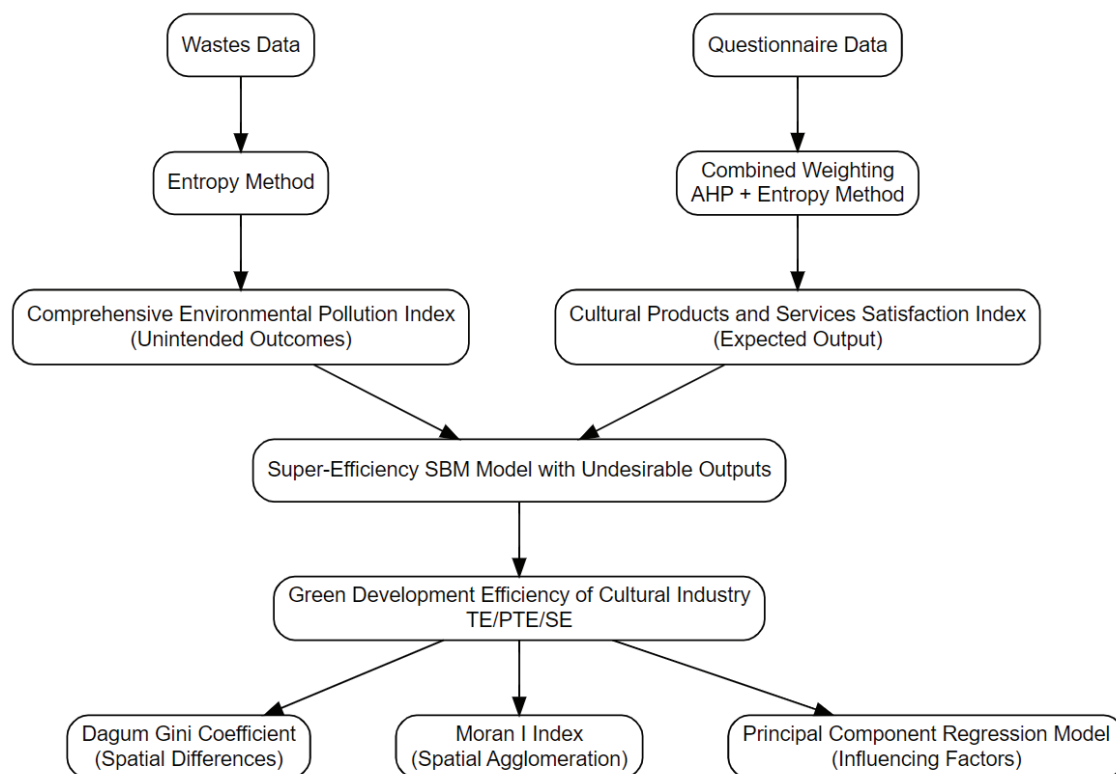 Wastes Data
Questionnaire Data
Entropy Method
Combined Weighting
AHP + Entropy Method
Comprehensive Environmental Pollution Index
(Unintended Outcomes)
Cultural Products and Services Satisfaction Index
(Expected Output)
Super-Efficiency SBM Model with Undesirable Outputs
Green Development Efficiency of Cultural Industry
TE/PTE/SE
Dagum Gini Coefficient
(Spatial Differences)
Moran I Index
(Spatial Agglomeration)
Principal Component Regression Model
(Influencing Factors)